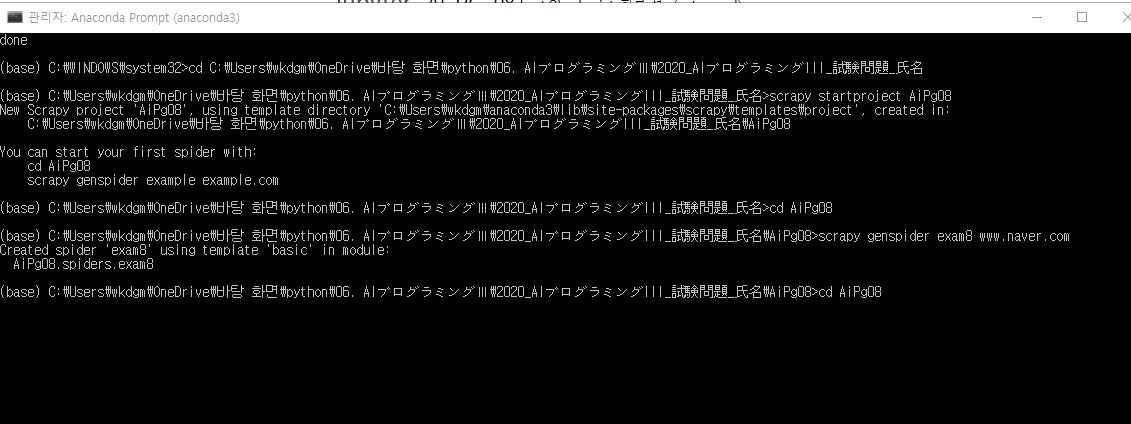 관리자: Anaconda Prompt (anaconda3)
done
(base) C:₩WINDOWS₩system32>cd C:₩Users₩wkdgm₩OneDrive₩바탕 화면₩python₩06. AIプログラミングⅢ₩2020_AIプログラミングIII_試験問題_氏名
(base) C:₩Users₩wkdgm₩OneDrive₩바탕 화면₩python₩06. AIプログラミングⅢ₩2020_AIプログラミングIII_試験問題_氏名>scrapy startproject AiPg08
New Scrapy project 'AiPg08', using template directory 'C:₩Users₩wkdgm₩anaconda3₩lib₩site-packages₩scrapy₩templates₩project', created in:
C:₩Users₩wkdgm₩OneDrive₩바탕 화면₩python₩06. AIプログラミングⅢ₩2020_AIプログラミングIII_試験問題_氏名₩AiPg08
You can start your first spider with:
cd AiPg08
scrapy genspider example example.com
(base) C:₩Users₩wkdgm₩OneDrive₩바탕 화면₩python₩06. AIプログラミングⅢ₩2020_AIプログラミングIII_試験問題_氏名>cd AiPg08
(base) C:₩Users₩wkdgm₩OneDrive₩바탕 화면₩python₩06. AIプログラミングⅢ₩2020_AIプログラミングIII_試験問題_氏名₩AiPg08>scrapy genspider exam8 www.naver.com
Created spider 'exam8' using template 'basic' in module:
AiPg08.spiders.exam8
(base) C:₩Users₩wkdgm₩OneDrive₩바탕 화면₩python₩06. AIプログラミングⅢ₩2020_AIプログラミングIII_試験問題_氏名₩AiPg08>cd AiPg08